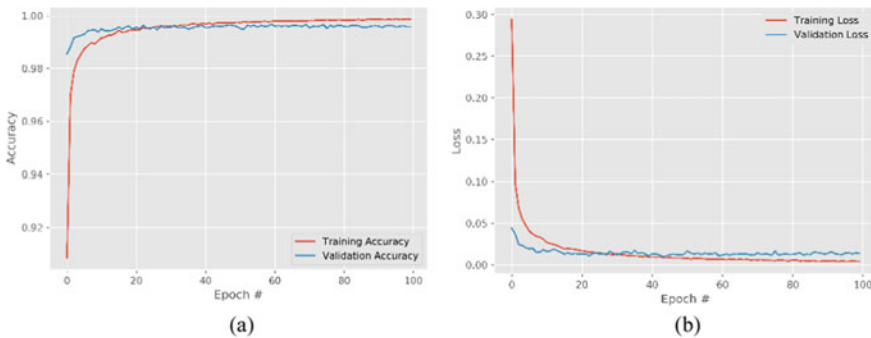 1.00
0.98
0.96
0.94
0.92
Accuracy
Training Accuracy
Validation Accuracy
0 20 40 60 80 100
Epoch #
(a)
0.30
0.25
0.20
0.15
0.10
0.05
0.00
Loss
Training Loss
Validation Loss
0 20 40 60 80 100
Epoch #
(b)